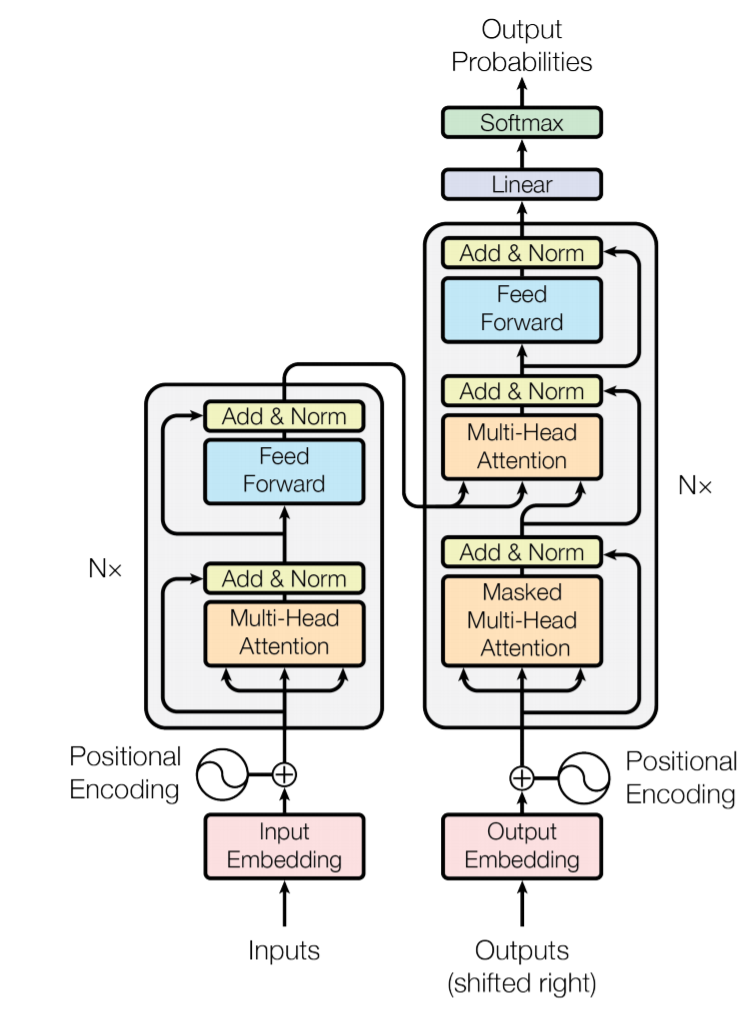 Output
Probabilities
Softmax
Linear
Add & Norm
Feed
Forward
Add & Norm
Multi-Head
Attention
Nx
Add & Norm
Masked
Multi-Head
Attention
Add & Norm
Feed
Forward
Nx
Add & Norm
Multi-Head
Attention
Positional
Encoding
Positional
Encoding
Input
Embedding
Output
Embedding
Inputs
Outputs
(shifted right)